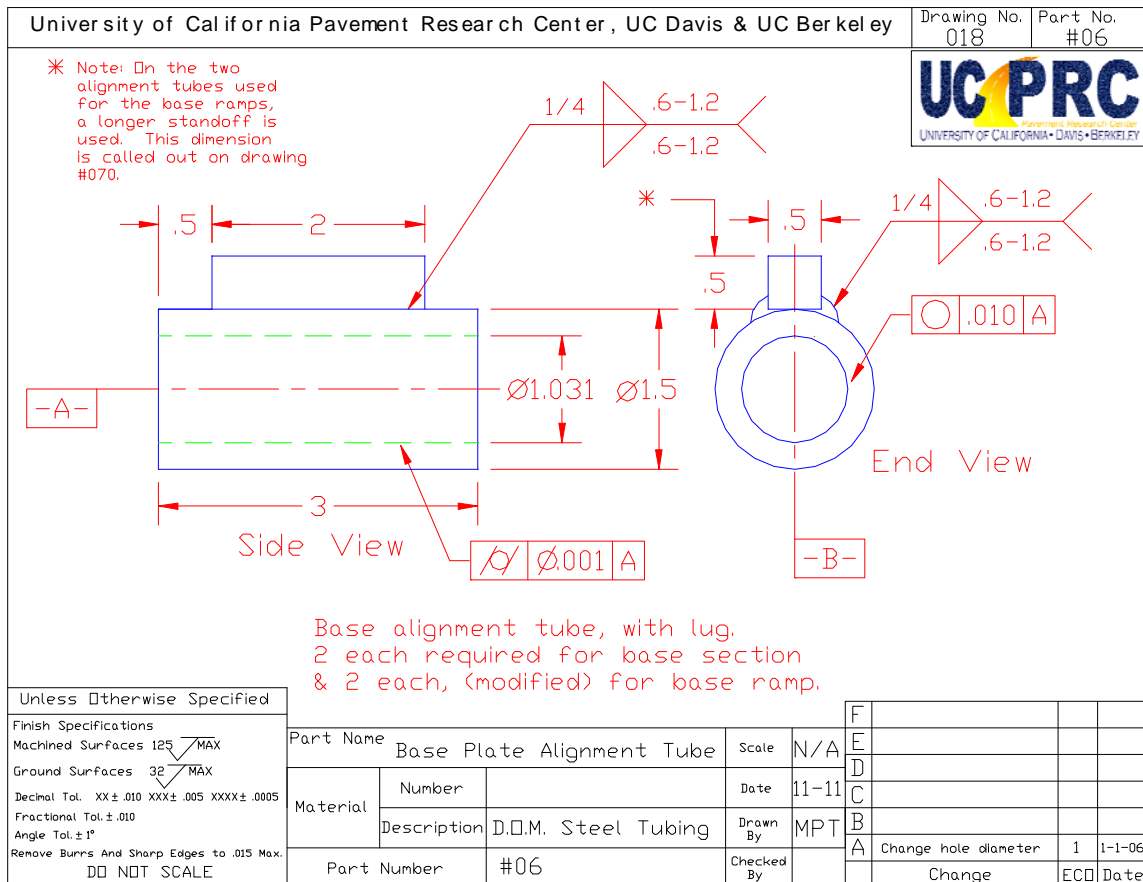 University of California Pavement Research Center, UC Davis & UC Berkeley
Drawing No.
018
Part No.
#06
UCPRC
Pavement Research Center
UNIVERSITY OF CALIFORNIA • DAVIS • BERKELEY
* Note: On the two
alignment tubes used
for the base ramps,
a longer standoff is
used. This dimension
is called out on drawing
#070.
1/4
.6-1.2
.6-1.2
*
1/4
.6-1.2
.6-1.2
.5
2
.5
.5
.010 A
Ø1.031
Ø1.5
-A-
3
Side View
End View
Ø.001 A
-B-
Base alignment tube, with lug.
2 each required for base section
& 2 each, (modified) for base ramp.
Unless Otherwise Specified
Finish Specifications
Machined Surfaces 125 MAX
Ground Surfaces 32 MAX
Decimal Tol. XX± .010 XXX± .005 XXXX± .0005
Fractional Tol. ± .010
Angle Tol. ± 1°
Remove Burrs And Sharp Edges to .015 Max.
DO NOT SCALE
Part Name
Base Plate Alignment Tube
Scale
N/A
Material
Number
Date
11-11
Description
D.O.M. Steel Tubing
Drawn By
MPT
Part Number
#06
Checked By
F
E
D
C
B
A Change hole diameter 1 1-1-06
Change ECO Date